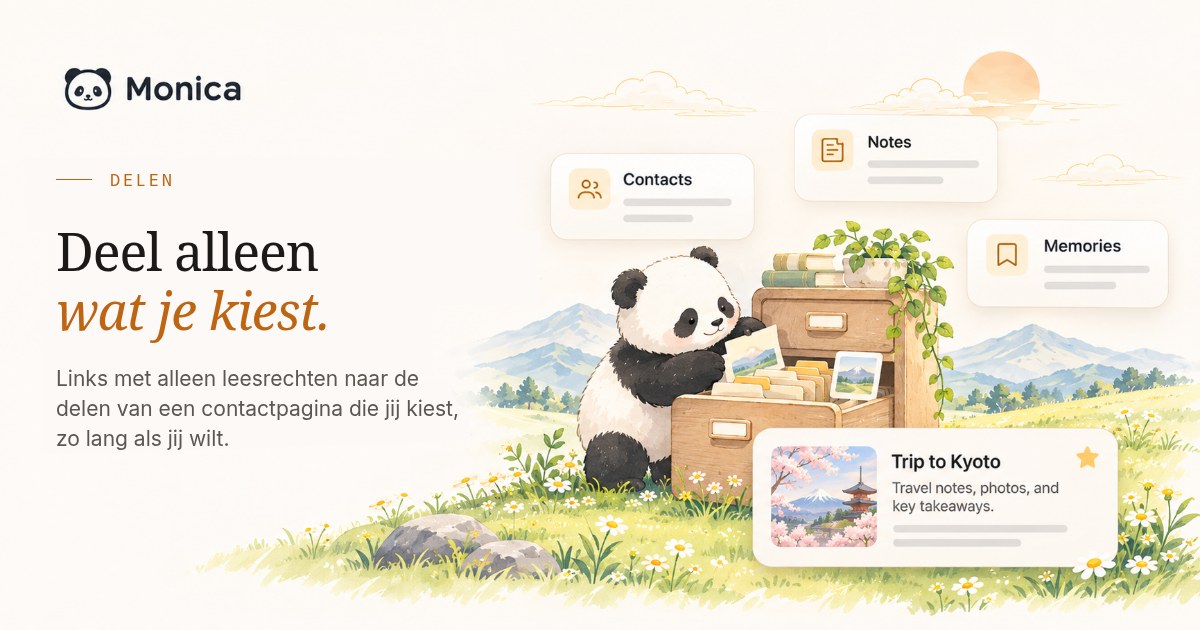 Monica
DELEN
Deel alleen
wat je kiest.
Links met alleen leesrechten naar de
delen van een contactpagina die jij kiest,
zo lang als jij wilt.
Contacts
Notes
Memories
Trip to Kyoto
Travel notes, photos, and
key takeaways.